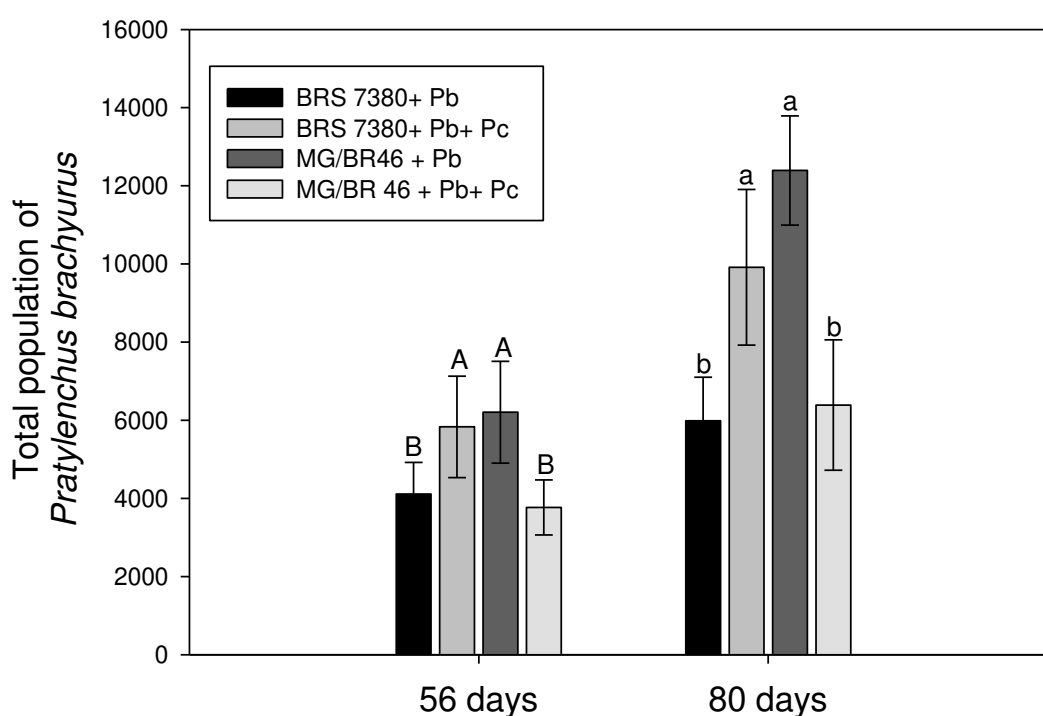 Total population of
Pratylenchus brachyurus
16000
14000
12000
10000
8000
6000
4000
2000
0
BRS 7380+ Pb
BRS 7380+ Pb+ Pc
MG/BR46 + Pb
MG/BR 46 + Pb+ Pc
B
A
A
B
b
a
a
b
56 days
80 days